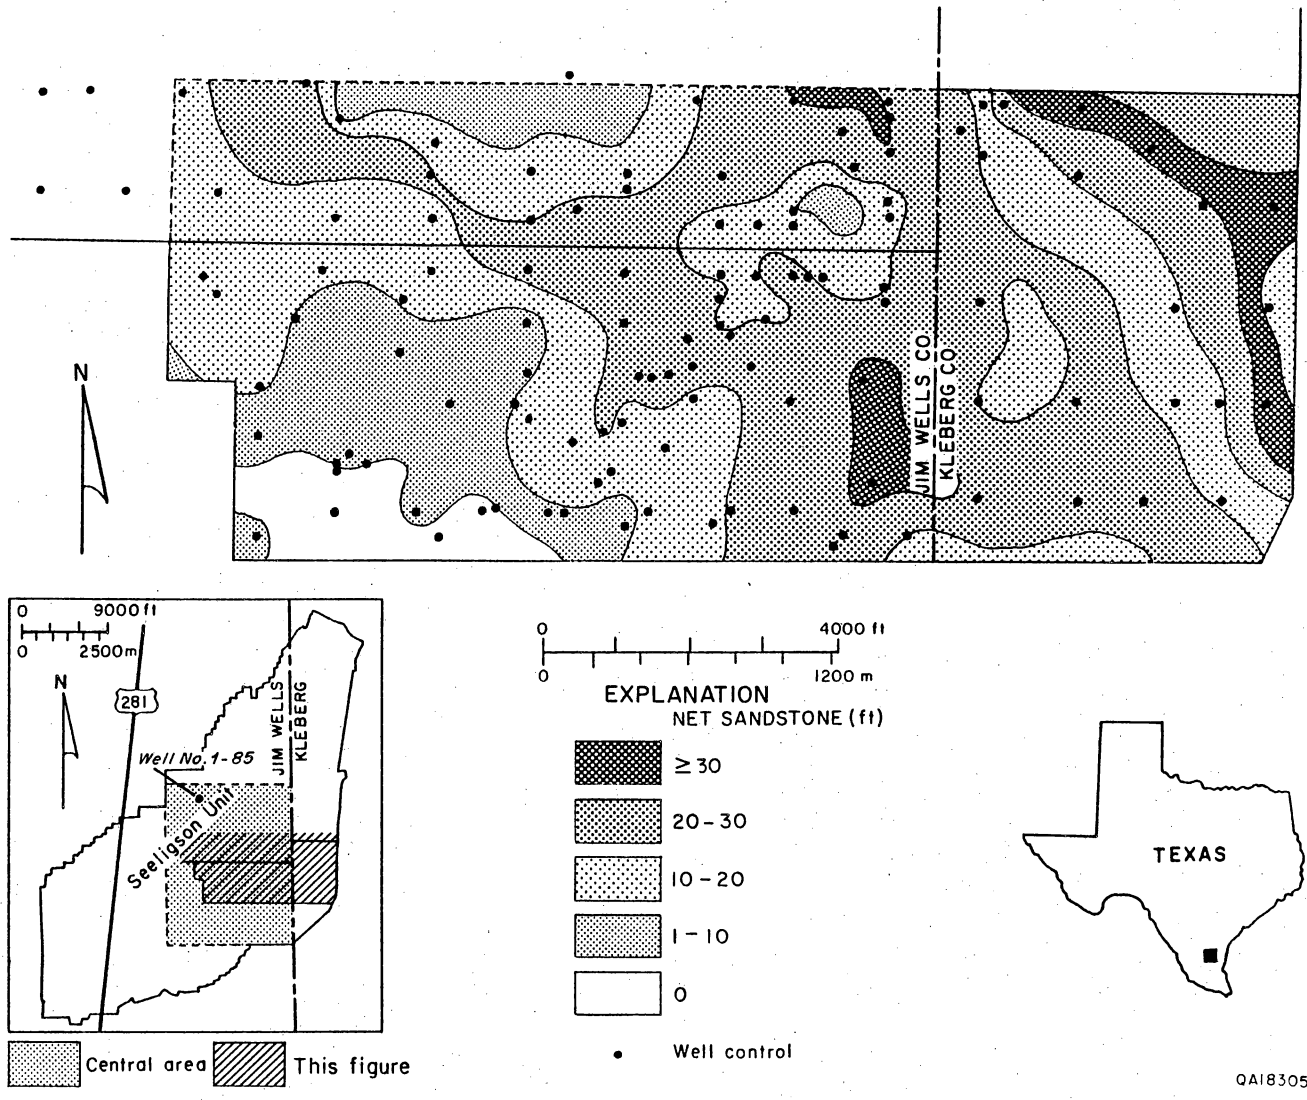 N
JIM WELLS CO
KLEBERG CO
0 9000 ft
0 2500m
N
281
JIM WELLS
KLEBERG
Well No. 1-85
Seeligson Unit
Central area
This figure
0 4000 ft
0 1200 m
EXPLANATION
NET SANDSTONE (ft)
≥30
20-30
10-20
1-10
0
Well control
TEXAS
QA18305